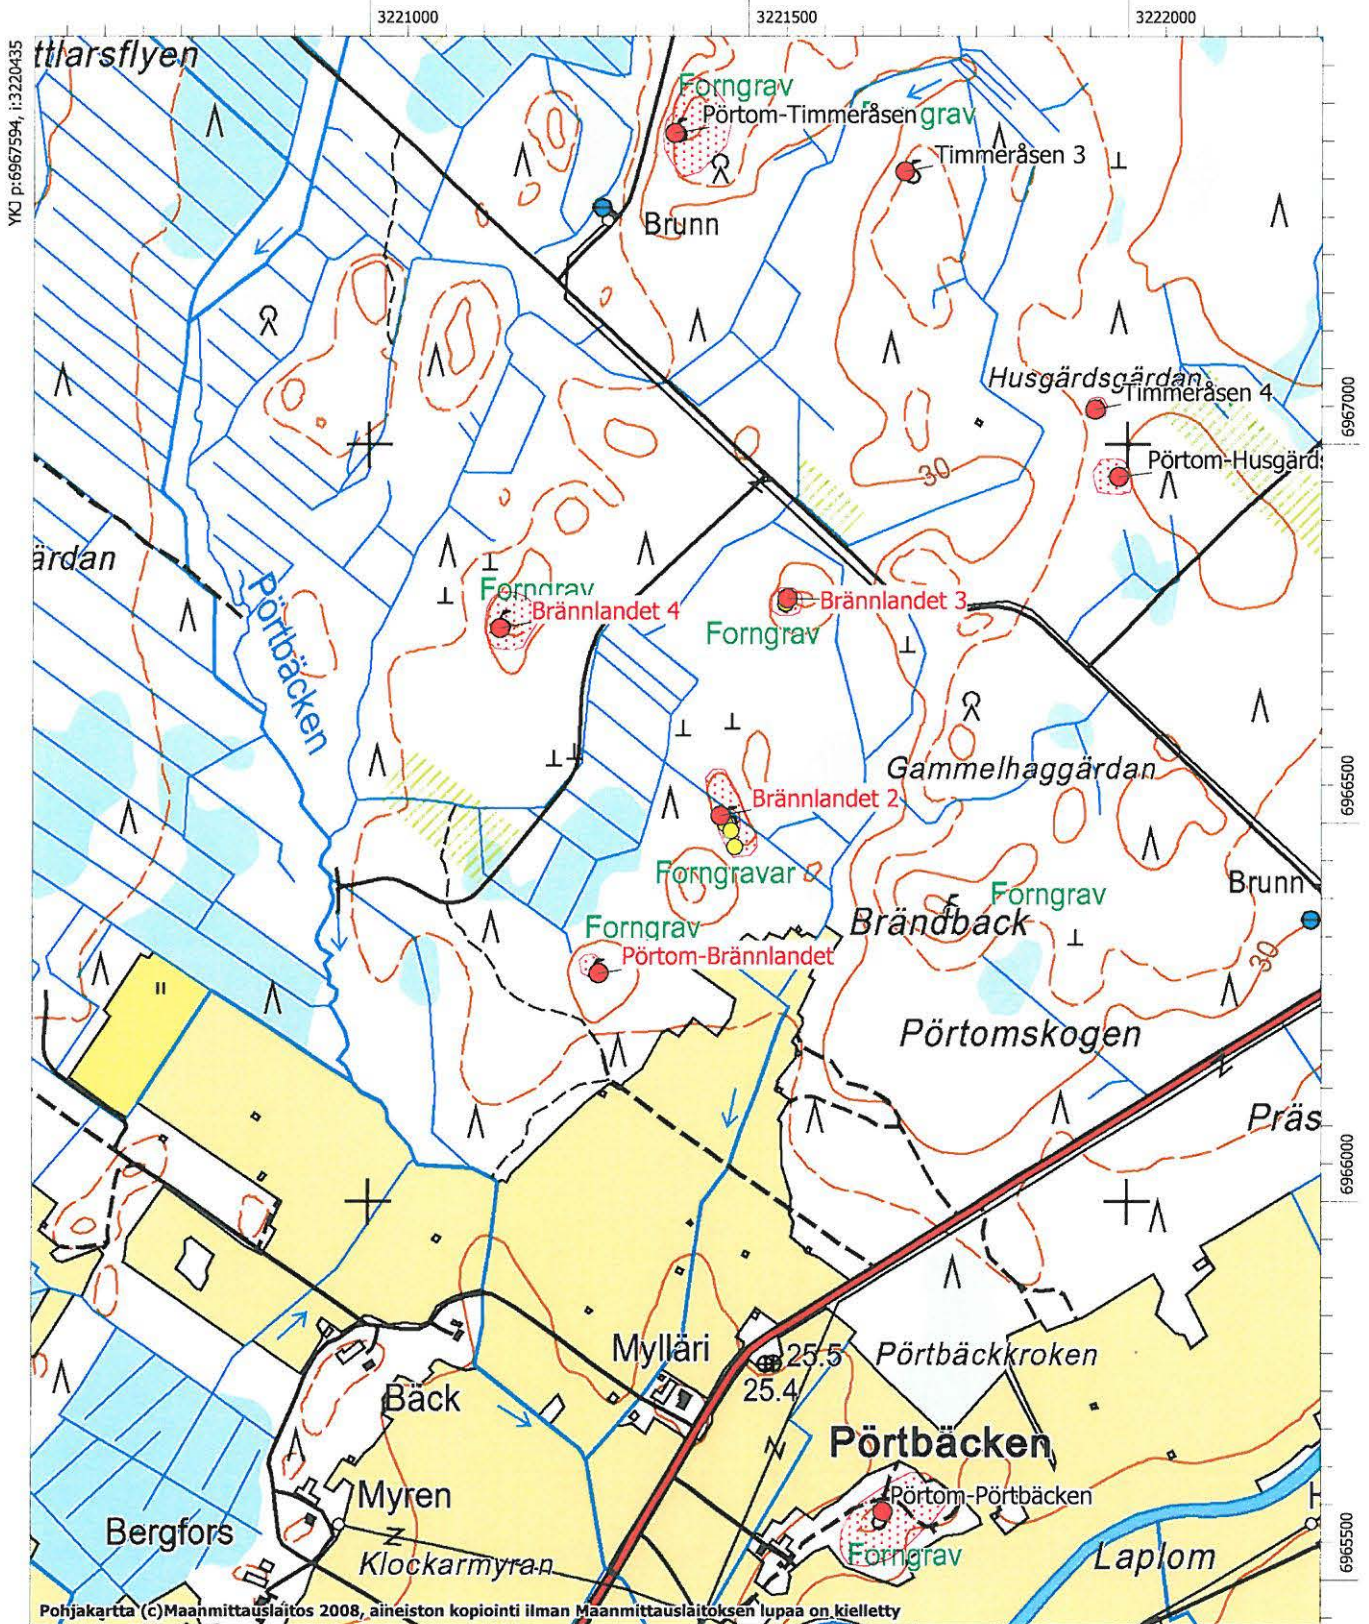 3221000
3221500
3222000
YKJ p:6967594, i:3220435
ttlarsflyen
Forngrav
Pörtom-Timmeråsen
grav
Timmeråsen 3
Brunn
Husgärdsgärdan
Timmeråsen 4
6967000
30
Pörtom-Husgärds
ärdan
Pörtbäcken
Forngrav
Brännlandet 4
Brännlandet 3
Forngrav
Gammelhaggärdan
6966500
Brännlandet 2
Forngravar
Brunn
Forngrav
Brändback
Forngrav
Pörtom-Brännlandet
30
Pörtomskogen
Präs
6966000
Mylläri
25.5
Pörtbäckkroken
25.4
Bäck
Pörtbäcken
Myren
Pörtom-Pörtbäcken
Bergfors
Forngrav
Laplom
Klockarmyran
6965500
Pohjakartta (c)Maanmittauslaitos 2008, aineiston kopiointi ilman Maanmittauslaitoksen lupaa on kielletty